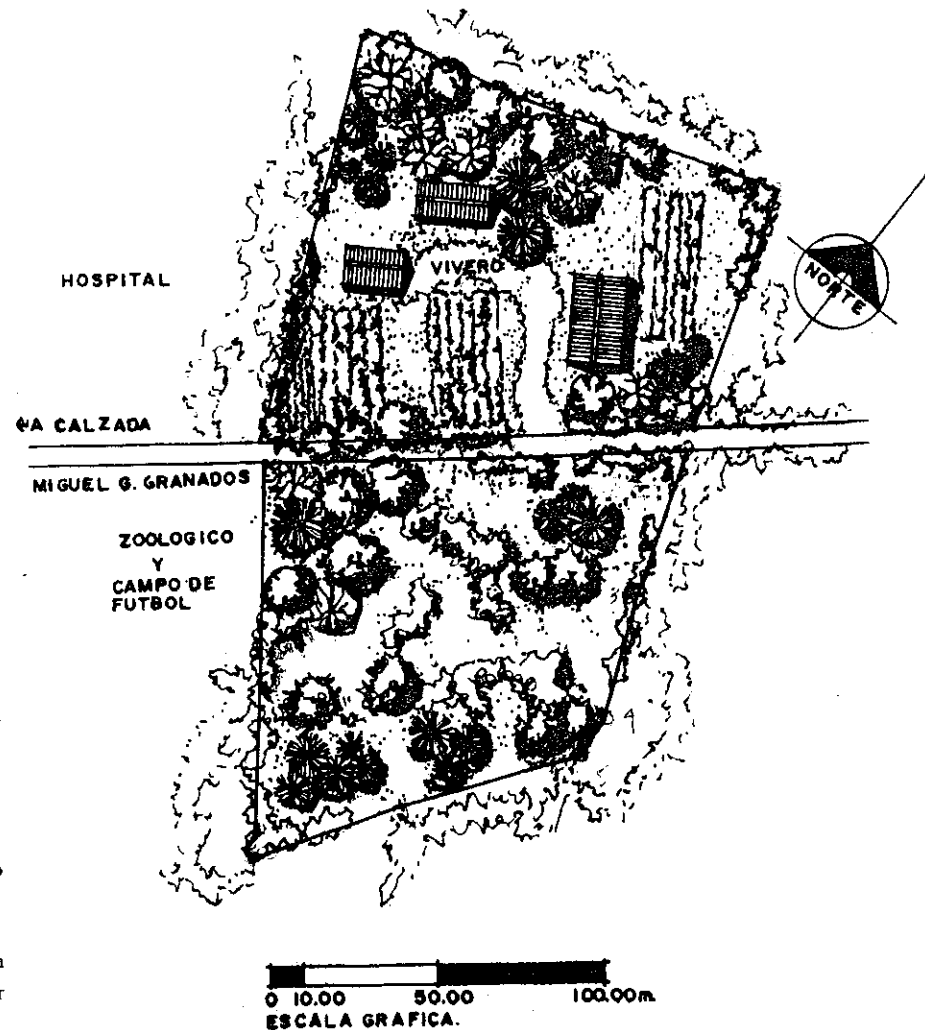 HOSPITAL
VIVERO
NORTE
4A CALZADA
MIGUEL G. GRANADOS
ZOOLOGICO
Y
CAMPO DE
FUTBOL
a
r
0 10.00 50.00 100.00m.
ESCALA GRAFICA.